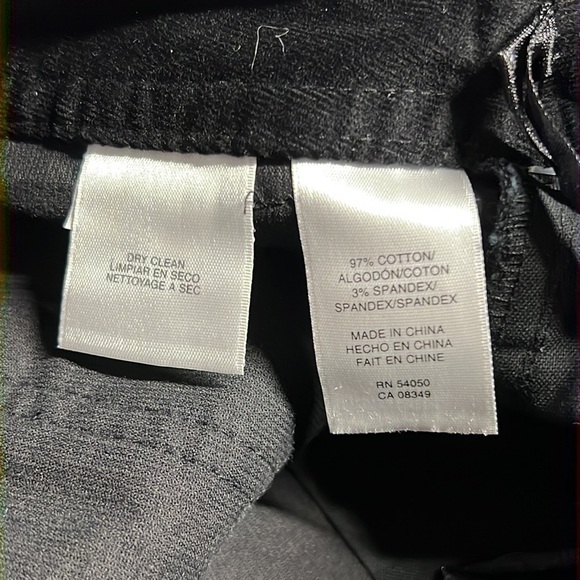 DRY CLEAN
LIMPIAR EN SECO
NETTOYAGE A SEC
97% COTTON/
ALGODÓN/COTON
3% SPANDEX/
SPANDEX/SPANDEX
MADE IN CHINA
HECHO EN CHINA
FAIT EN CHINE
RN 54050
CA 08349